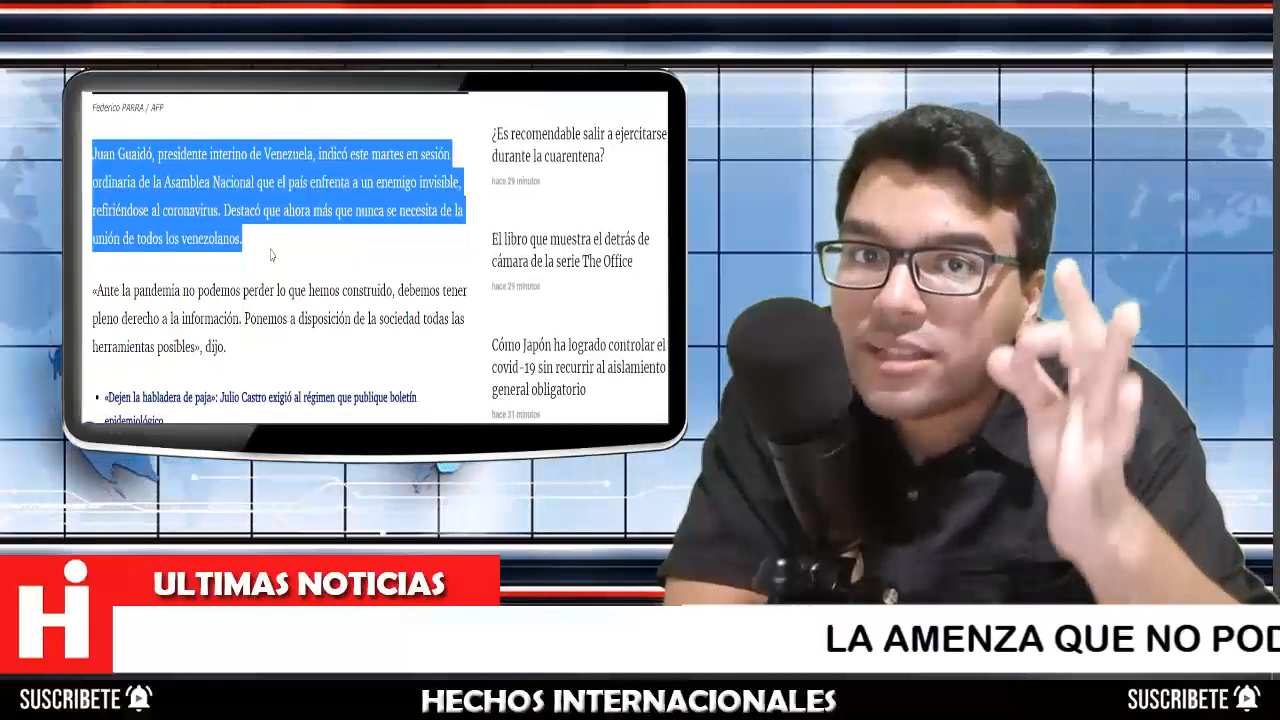 Federico PARRA / AFP
Juan Guaidó, presidente interino de Venezuela, indicó este martes en sesión
ordinaria de la Asamblea Nacional que el país enfrenta a un enemigo invisible,
refiriéndose al coronavirus. Destacó que ahora más que nunca se necesita de la
unión de todos los venezolanos.
«Ante la pandemia no podemos perder lo que hemos construido, debemos tener
pleno derecho a la información. Ponemos a disposición de la sociedad todas las
herramientas posibles», dijo.
▪ «Dejen la habladera de paja»: Julio Castro exigió al régimen que publique boletín
epidemiológico
¿Es recomendable salir a ejercitarse
durante la cuarentena?
hace 29 minutos
El libro que muestra el detrás de
cámara de la serie The Office
hace 29 minutos
Cómo Japón ha logrado controlar el
covid-19 sin recurrir al aislamiento
general obligatorio
hace 31 minutos
Hi
ULTIMAS NOTICIAS
LA AMENZA QUE NO POD
SUSCRIBETE
HECHOS INTERNACIONALES
SUSCRIBETE